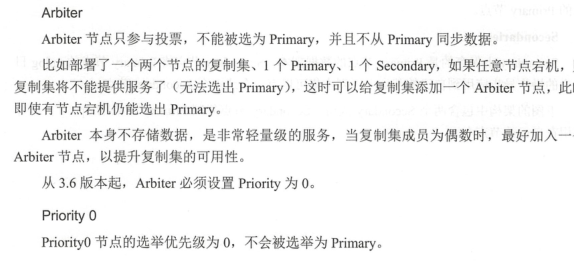 Arbiter
Arbiter 节点只参与投票，不能被选为 Primary，并且不从 Primary 同步数据。
比如部署了一个两个节点的复制集、1 个 Primary、1 个 Secondary，如果任意节点宕机，
复制集将不能提供服务了（无法选出 Primary），这时可以给复制集添加一个 Arbiter 节点，此
即使有节点宕机仍能选出 Primary。
Arbiter 本身不存储数据，是非常轻量级的服务，当复制集成员为偶数时，最好加入一
Arbiter 节点，以提升复制集的可用性。
从 3.6 版本起，Arbiter 必须设置 Priority 为 0。
Priority 0
Priority0 节点的选举优先级为 0，不会被选举为 Primary。